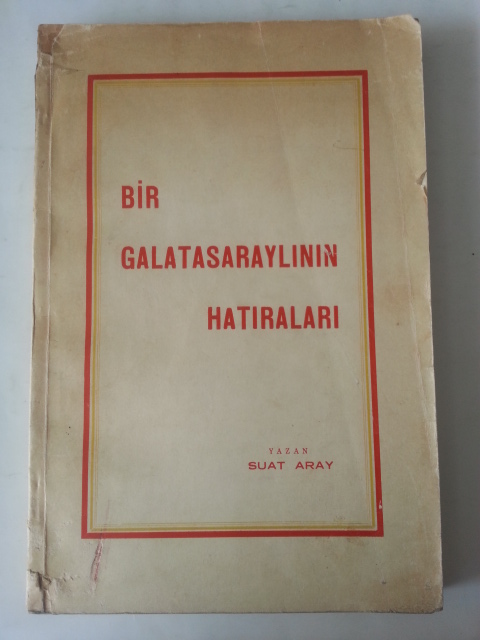 BİR
GALATASARAYLININ
HATIRALARI
YAZAN
SUAT ARAY